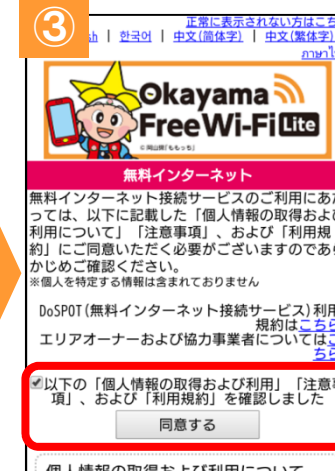 ③
正常に表示されない方はこち
sh | 한국어 | 中文(简体字) | 中文(繁体字)
ภาษาไ
Okayama
Free Wi-Fi Lite
©岡山県「ももっち」
無料インターネット
無料インターネット接続サービスのご利用にあた
っては、以下に記載した「個人情報の取得および
利用について」「注意事項」、および「利用規
約」にご同意いただく必要がございますのであら
かじめご確認ください。
※個人を特定する情報は含まれておりません
DoSPOT(無料インターネット接続サービス)利用
規約はこちら
エリアオーナーおよび協力事業者についてはこ
ちら
以下の「個人情報の取得および利用」「注意事
項」、および「利用規約」を確認しました
同意する
個人情報の取得および利用について